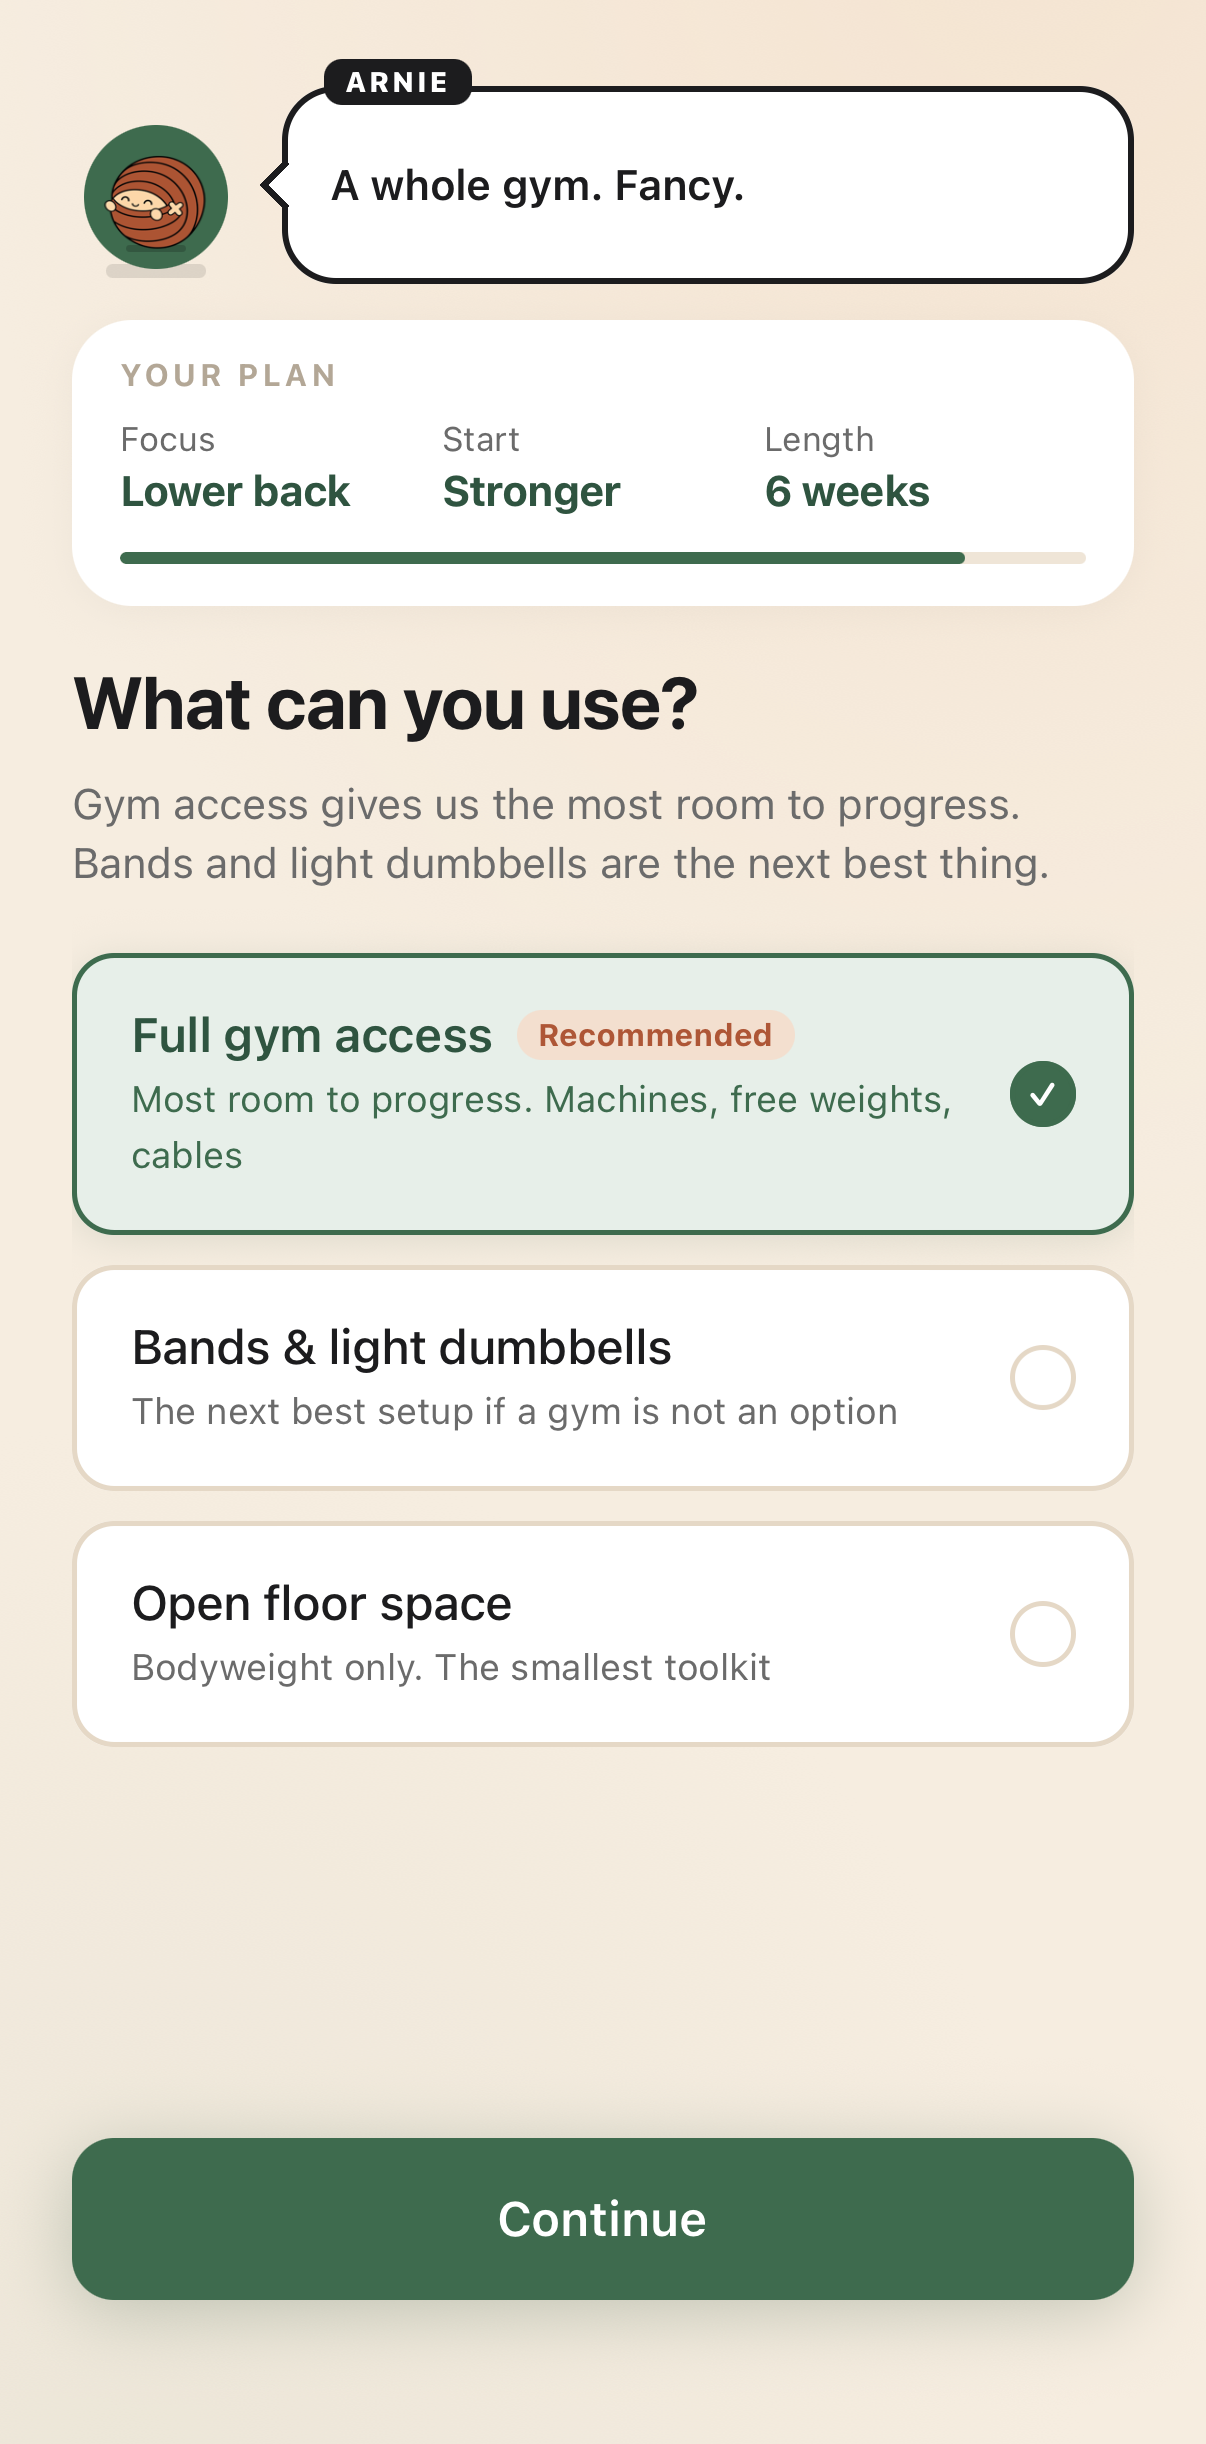 ARNIE
A whole gym. Fancy.
YOUR PLAN
Focus
Lower back
Start
Stronger
Length
6 weeks
What can you use?
Gym access gives us the most room to progress.
Bands and light dumbbells are the next best thing.
Full gym access
Recommended
Most room to progress. Machines, free weights,
cables
Bands & light dumbbells
The next best setup if a gym is not an option
Open floor space
Bodyweight only. The smallest toolkit
Continue